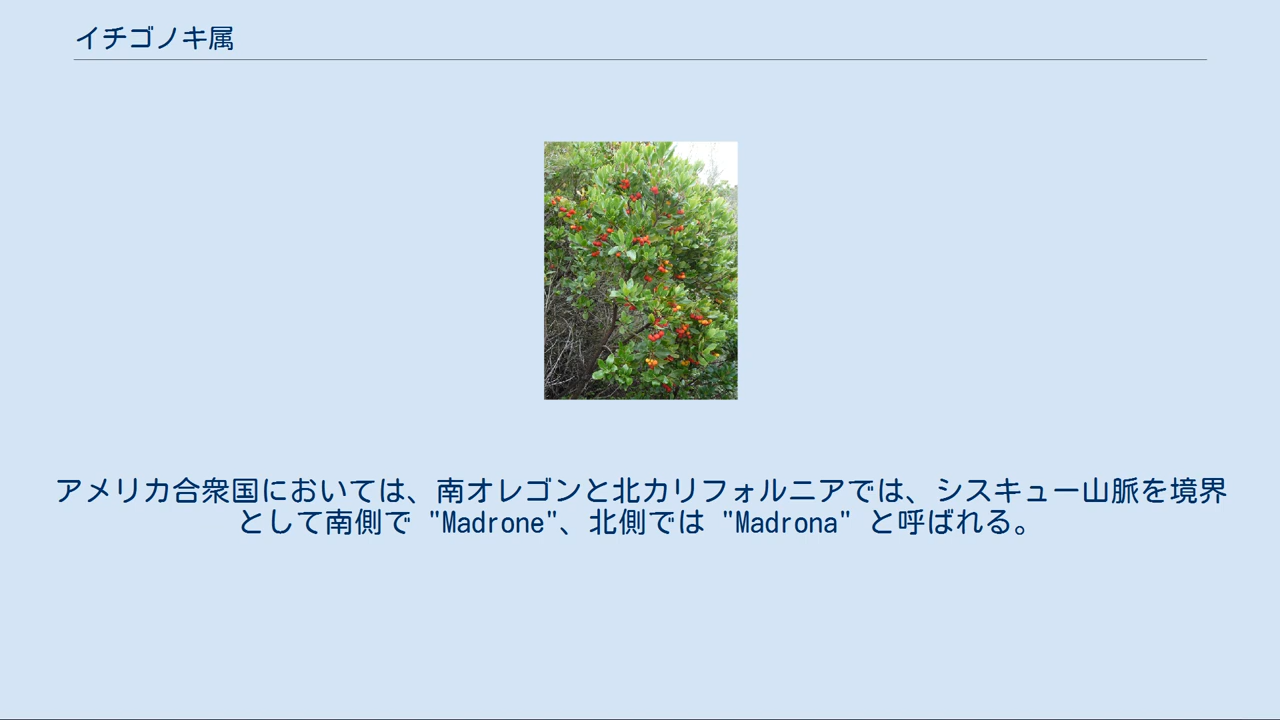 イチゴノキ属
アメリカ合衆国においては、南オレゴンと北カリフォルニアでは、シスキュー山脈を境界
として南側で "Madrone"、北側では "Madrona" と呼ばれる。